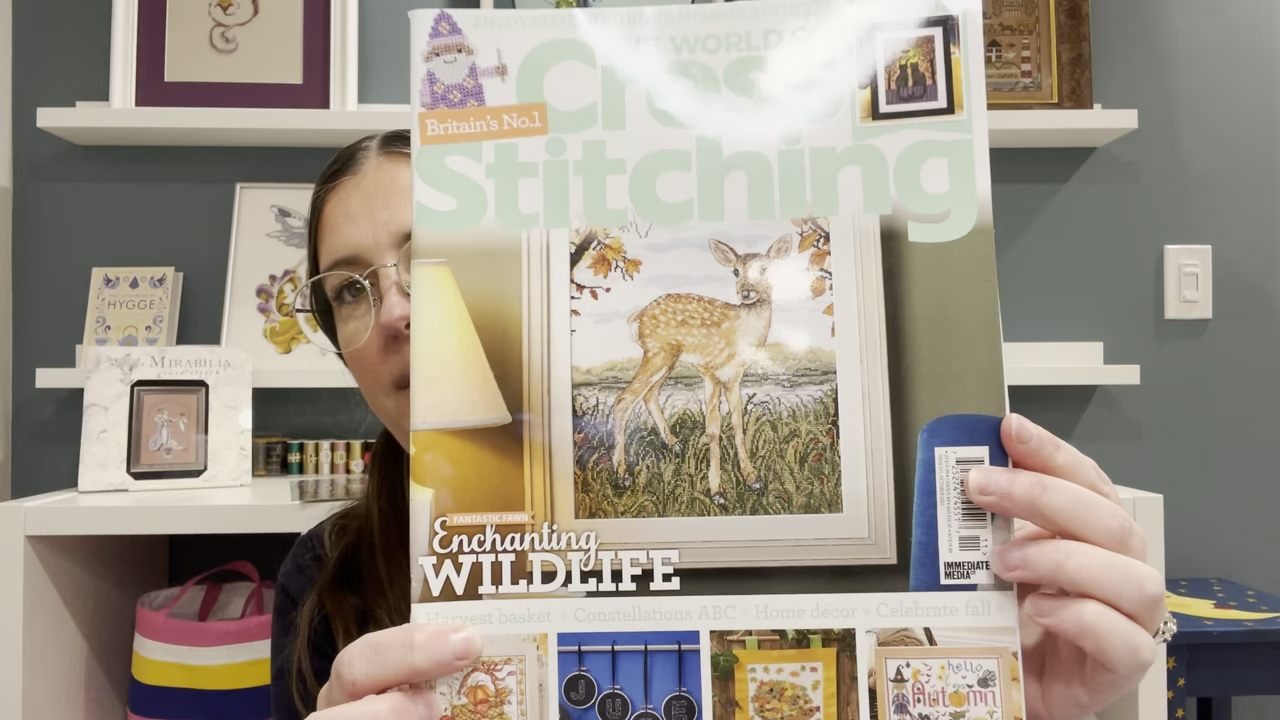 THE WORLD OF
Cross
Stitching
Britain's No.1
HYGGE
MIRABILIA
FANTASTIC FAWN
Enchanting
WILDLIFE
IMMEDIATE
MEDIA
Harvest basket • Constellations ABC • Home décor • Celebrate fall
hello
Autumn